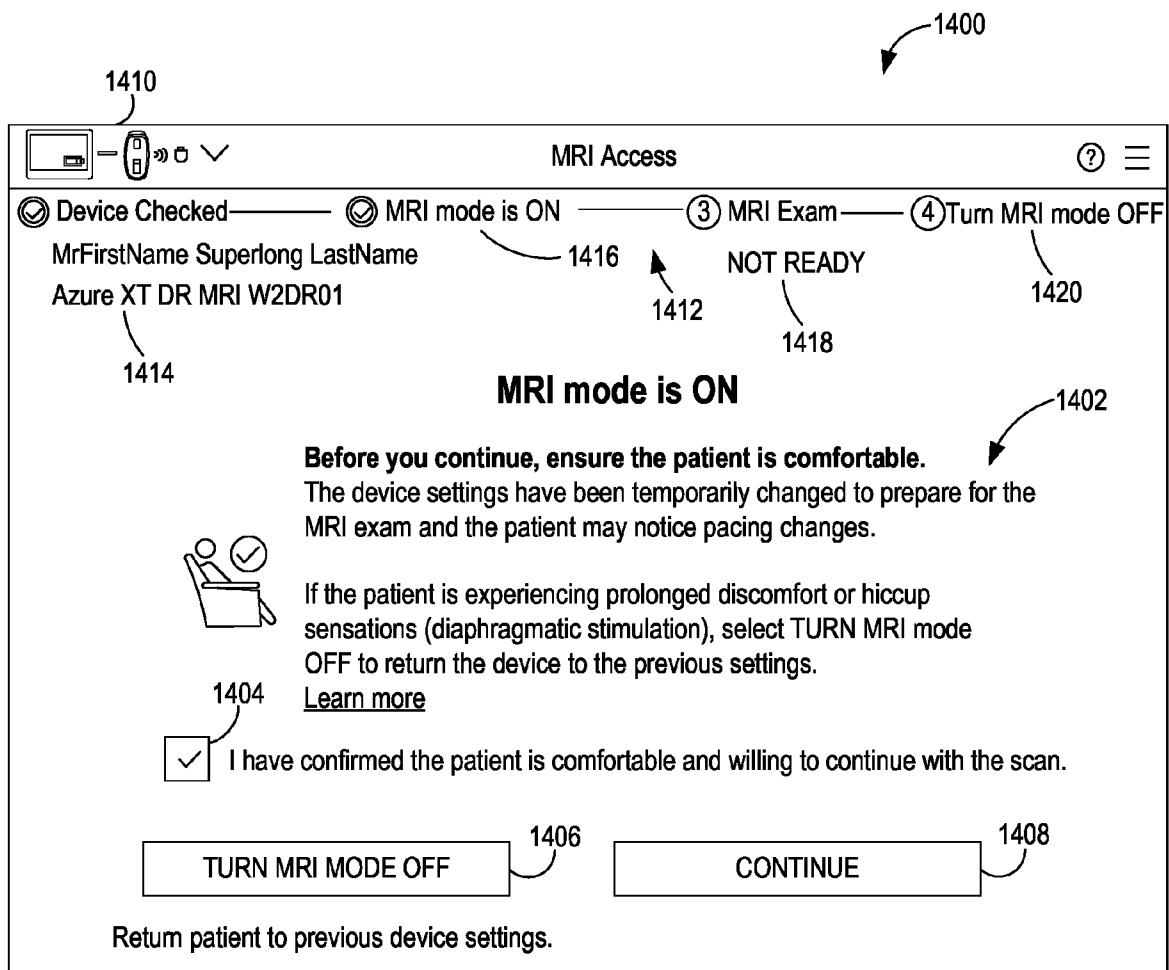 1400
1410
MRI Access
?
Device Checked
MRI mode is ON
3 MRI Exam
4 Turn MRI mode OFF
MrFirstName Superlong LastName
1416
NOT READY
Azure XT DR MRI W2DR01
1412
1420
1414
1418
MRI mode is ON
1402
Before you continue, ensure the patient is comfortable.
The device settings have been temporarily changed to prepare for the
MRI exam and the patient may notice pacing changes.
If the patient is experiencing prolonged discomfort or hiccup
sensations (diaphragmatic stimulation), select TURN MRI mode
OFF to return the device to the previous settings.
Learn more
1404
I have confirmed the patient is comfortable and willing to continue with the scan.
1406
1408
TURN MRI MODE OFF
CONTINUE
Return patient to previous device settings.